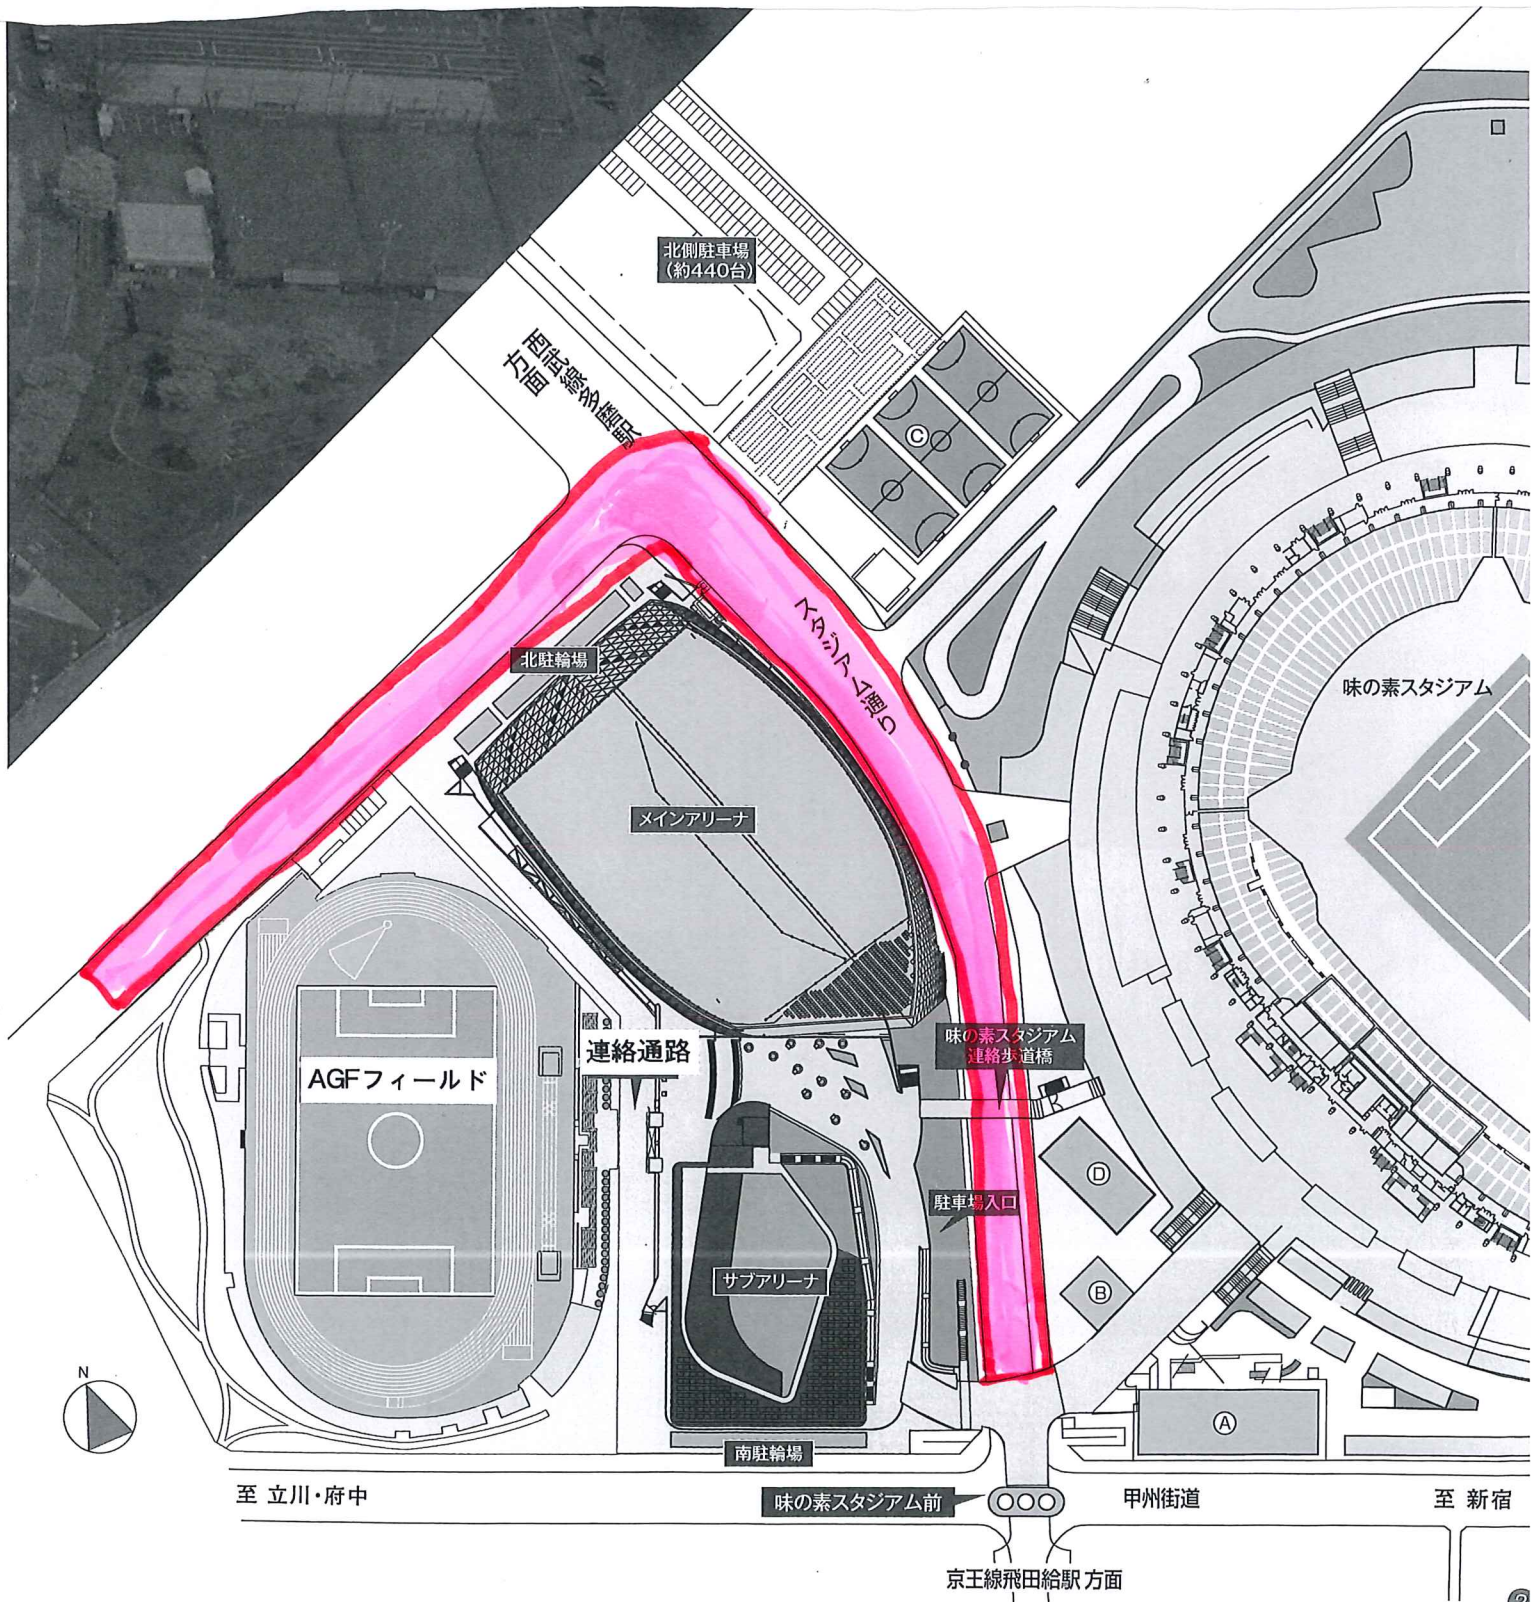 北側駐車場
(約440台)
西武線多磨駅
方面
Ⓒ
スタジアム通り
北駐輪場
味の素スタジアム
メインアリーナ
連絡通路
味の素スタジアム
連絡歩道橋
AGFフィールド
Ⓓ
駐車場入口
サブアリーナ
Ⓑ
N
Ⓐ
南駐輪場
至 立川・府中
味の素スタジアム前
甲州街道
至 新宿
京王線飛田給駅 方面